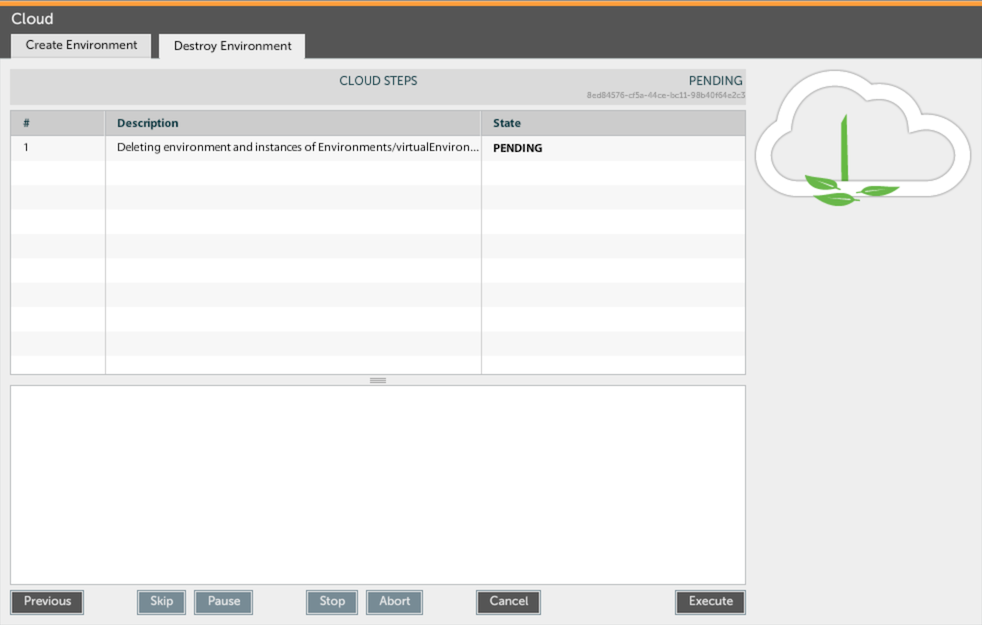 Cloud
Create Environment
Destroy Environment
CLOUD STEPS
PENDING
8ed84576-cf5a-44ce-bc11-98b40f64e2c3
# Description State
1 Deleting environment and instances of Environments/virtualEnviron... PENDING
Previous Skip Pause Stop Abort Cancel Execute